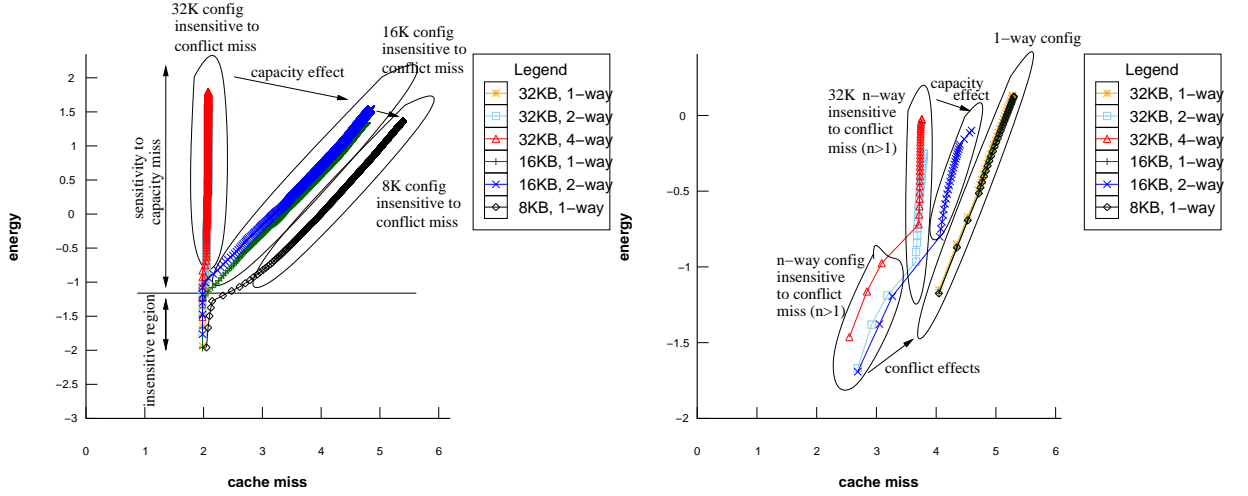 32K config
insensitive to
conflict miss
16K config
insensitive to
conflict miss
capacity effect
sensitivity to
capacity miss
8K config
insensitive to
conflict miss
insensitive region
energy
2
1.5
1
0.5
0
−0.5
−1
−1.5
−2
−2.5
−3
0 1 2 3 4 5 6
cache miss
Legend
32KB, 1−way
32KB, 2−way
32KB, 4−way
16KB, 1−way
16KB, 2−way
8KB, 1−way
1−way config
capacity
effect
32K n−way
insensitive
to conflict
miss (n>1)
n−way config
insensitive
to conflict
miss (n>1)
conflict effects
energy
0
−0.5
−1
−1.5
−2
0 1 2 3 4 5 6
cache miss
Legend
32KB, 1−way
32KB, 2−way
32KB, 4−way
16KB, 1−way
16KB, 2−way
8KB, 1−way